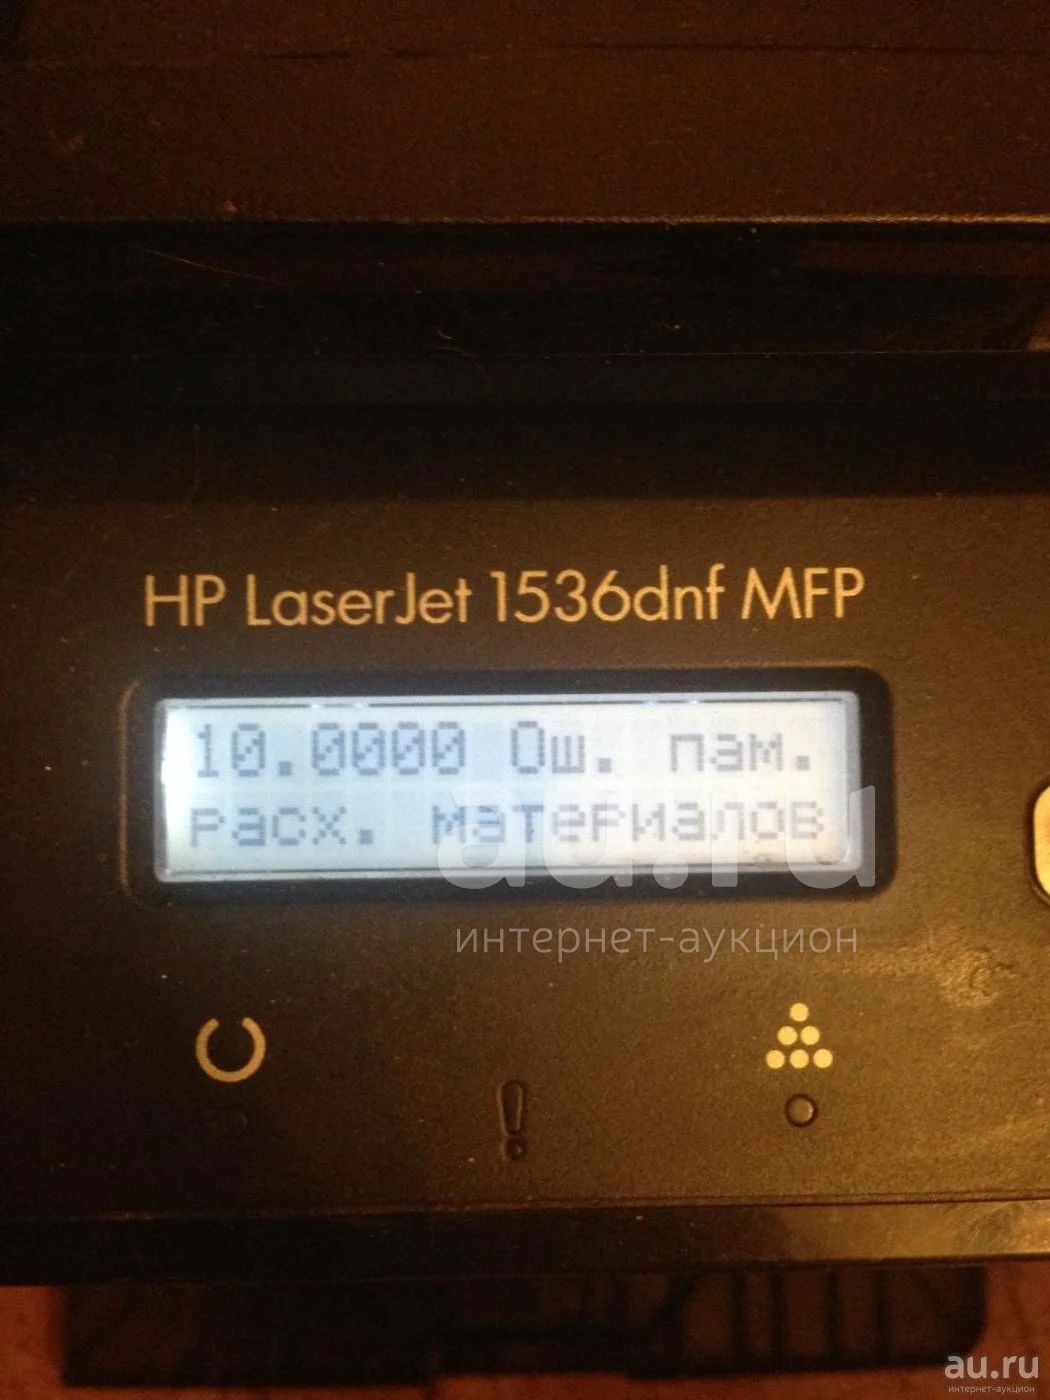 HP LaserJet 1536dnf MFP
10.0000 Ош. пам.
расх. материалов
au.ru
интернет-аукцион
au.ru
интернет-аукцион